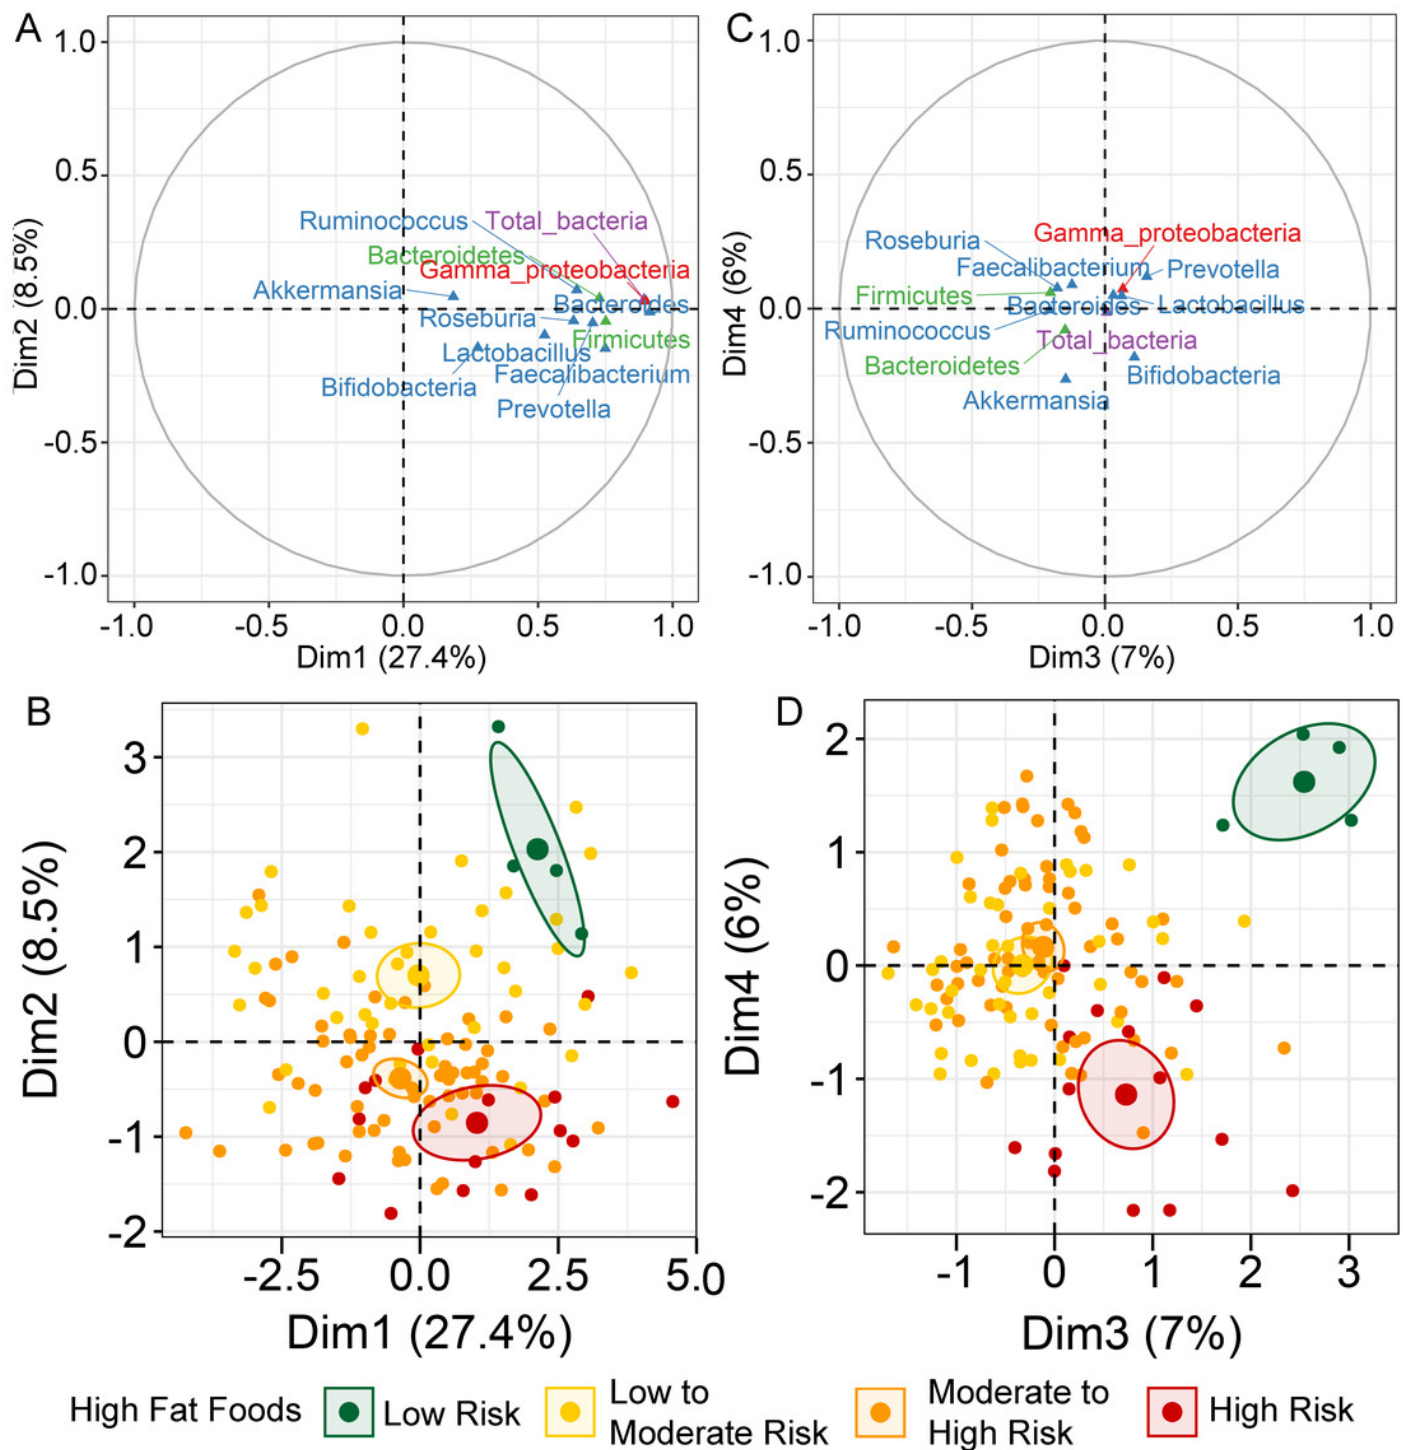 A
1.0
0.5
0.0
-0.5
-1.0
Dim2 (8.5%)
Ruminococcus
Total_bacteria
Bacteroidetes
Gamma_proteobacteria
Akkermansia
Bacteroides
Roseburia
Firmicutes
Lactobacillus
Faecalibacterium
Bifidobacteria
Prevotella
-1.0 -0.5 0.0 0.5 1.0
Dim1 (27.4%)
C
1.0
0.5
0.0
-0.5
-1.0
Dim4 (6%)
Gamma_proteobacteria
Roseburia
Faecalibacterium
Prevotella
Firmicutes
Bacteroides
Lactobacillus
Ruminococcus
Total_bacteria
Bacteroidetes
Bifidobacteria
Akkermansia
-1.0 -0.5 0.0 0.5 1.0
Dim3 (7%)
B
3
2
1
0
-1
-2
Dim2 (8.5%)
-2.5 0.0 2.5 5.0
Dim1 (27.4%)
D
2
1
0
-1
-2
Dim4 (6%)
-1 0 1 2 3
Dim3 (7%)
High Fat Foods
Low Risk
Low to
Moderate Risk
Moderate to
High Risk
High Risk